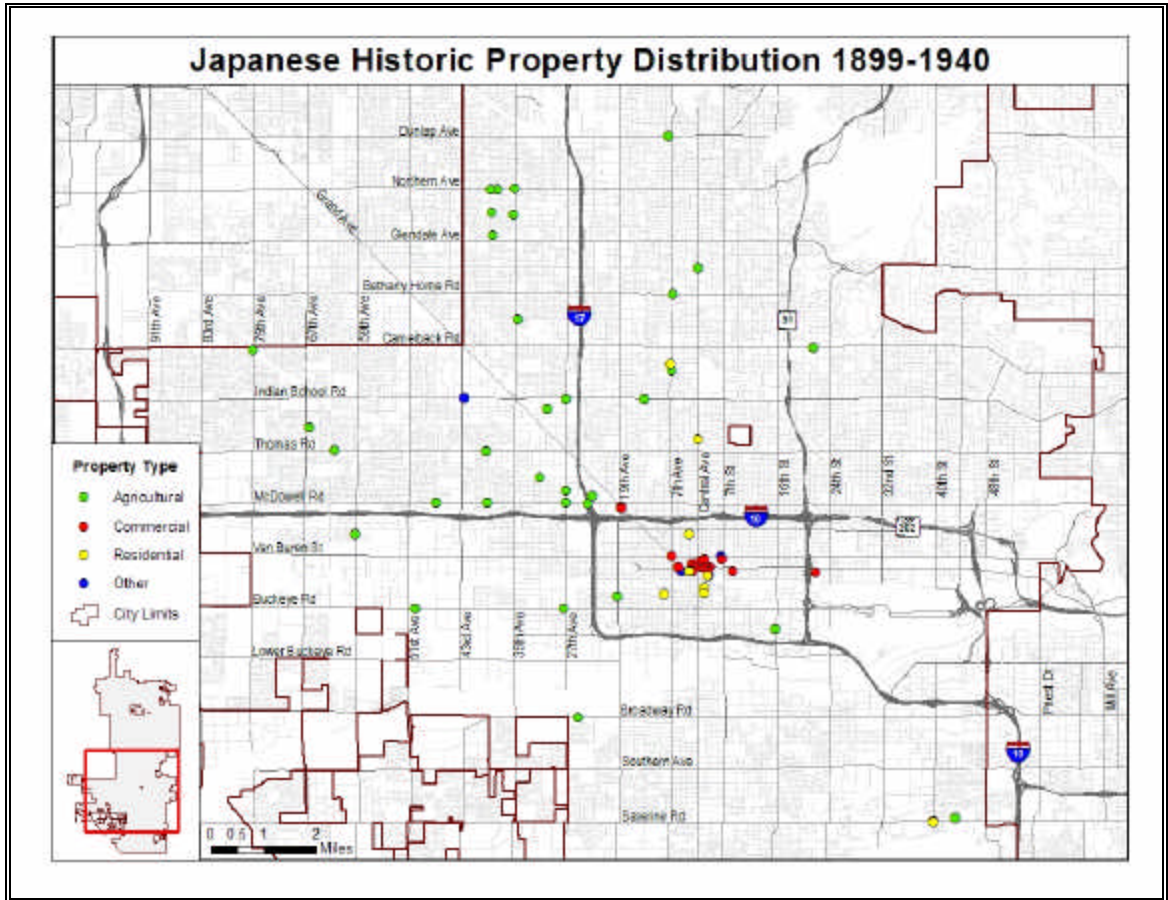 Japanese Historic Property Distribution 1899-1940
Dunlap Ave
Northern Ave
Grand Ave
Glendale Ave
Bethany Home Rd
91th Ave
83rd Ave
75th Ave
67th Ave
59th Ave
17
51
Camelback Rd
Indian School Rd
Thomas Rd
19th Ave
7th Ave
Central Ave
7th St
16th St
24th St
32nd St
40th St
48th St
McDowell Rd
10
Van Buren St
Buckeye Rd
51st Ave
43rd Ave
35th Ave
27th Ave
Lower Buckeye Rd
Broadway Rd
Priest Dr
Mill Ave
Southern Ave
10
Baseline Rd
Property Type
Agricultural
Commercial
Residential
Other
City Limits
0 0.5 1 2
Miles